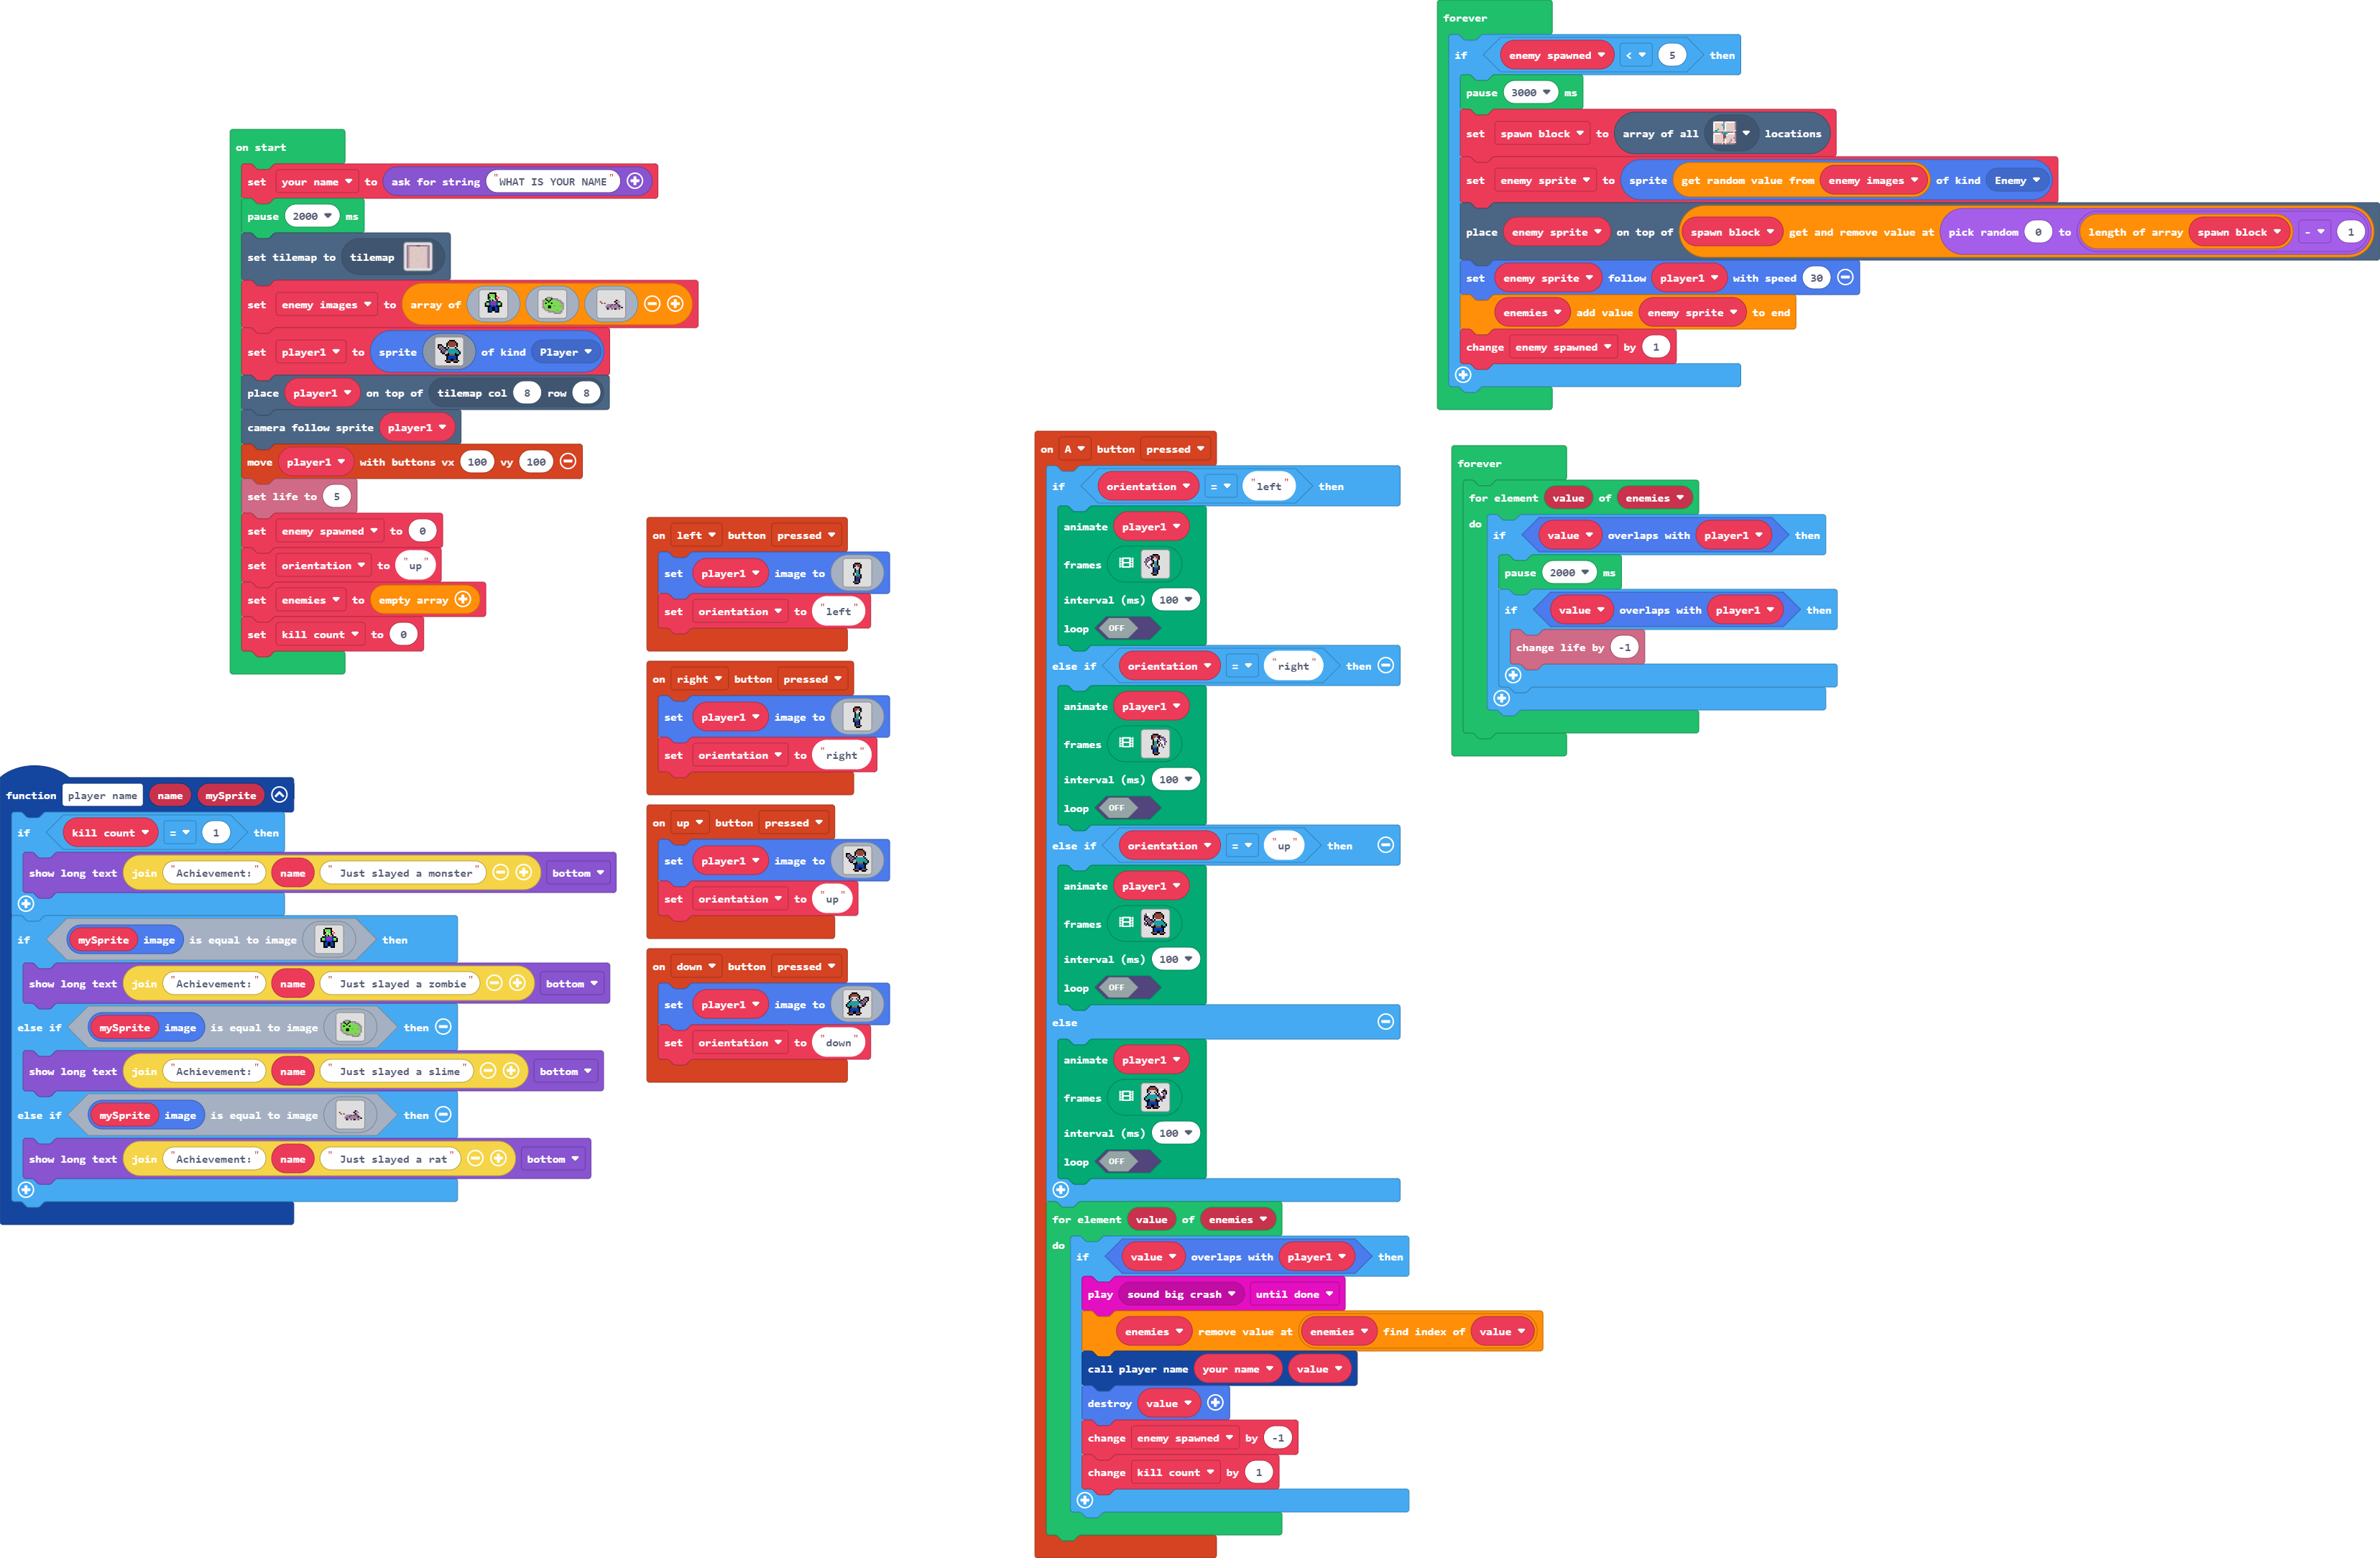 on start
set your name to ask for string "WHAT IS YOUR NAME"
pause 2000 ms
set tilemap to tilemap
set enemy images to array of
set player1 to sprite of kind Player
place player1 on top of tilemap col 8 row 8
camera follow sprite player1
move player1 with buttons vx 100 vy 100
set life to 5
set enemy spawned to 0
set orientation to "up"
set enemies to empty array
set kill count to 0
function player name name mySprite
if kill count = 1 then
show long text join "Achievement:" name " Just slayed a monster" bottom
if mySprite image is equal to image then
show long text join "Achievement:" name " Just slayed a zombie" bottom
else if mySprite image is equal to image then
show long text join "Achievement:" name " Just slayed a slime" bottom
else if mySprite image is equal to image then
show long text join "Achievement:" name " Just slayed a rat" bottom
on left button pressed
set player1 image to
set orientation to "left"
on right button pressed
set player1 image to
set orientation to "right"
on up button pressed
set player1 image to
set orientation to "up"
on down button pressed
set player1 image to
set orientation to "down"
on A button pressed
if orientation = "left" then
animate player1
frames
interval (ms) 100
loop OFF
else if orientation = "right" then
animate player1
frames
interval (ms) 100
loop OFF
else if orientation = "up" then
animate player1
frames
interval (ms) 100
loop OFF
else
animate player1
frames
interval (ms) 100
loop OFF
for element value of enemies
do if value overlaps with player1 then
play sound big crash until done
enemies remove value at enemies find index of value
call player name your name value
destroy value
change enemy spawned by -1
change kill count by 1
forever
if enemy spawned < 5 then
pause 3000 ms
set spawn block to array of all locations
set enemy sprite to sprite get random value from enemy images of kind Enemy
place enemy sprite on top of spawn block get and remove value at pick random 0 to length of array spawn block - 1
set enemy sprite follow player1 with speed 30
enemies add value enemy sprite to end
change enemy spawned by 1
forever
for element value of enemies
do if value overlaps with player1 then
pause 2000 ms
if value overlaps with player1 then
change life by -1